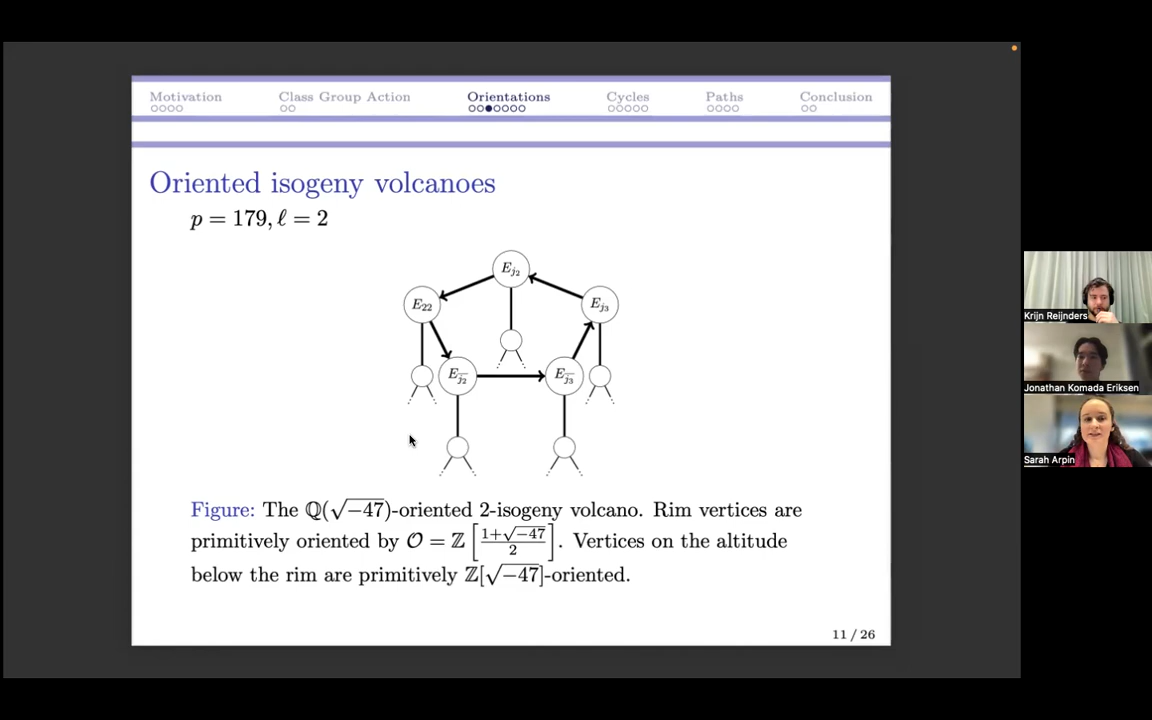 Motivation Class Group Action Orientations Cycles Paths Conclusion
Oriented isogeny volcanoes
p = 179, ℓ = 2
E_{j_2}
E_{22} E_{j_3}
E_{\overline{j_2}} E_{\overline{j_3}}
Figure: The ℚ(√−47)-oriented 2-isogeny volcano. Rim vertices are
primitively oriented by 𝒪 = ℤ[(1+√−47)/2]. Vertices on the altitude
below the rim are primitively ℤ[√−47]-oriented.
11 / 26
Krijn Reijnders
Jonathan Komada Eriksen
Sarah Arpin